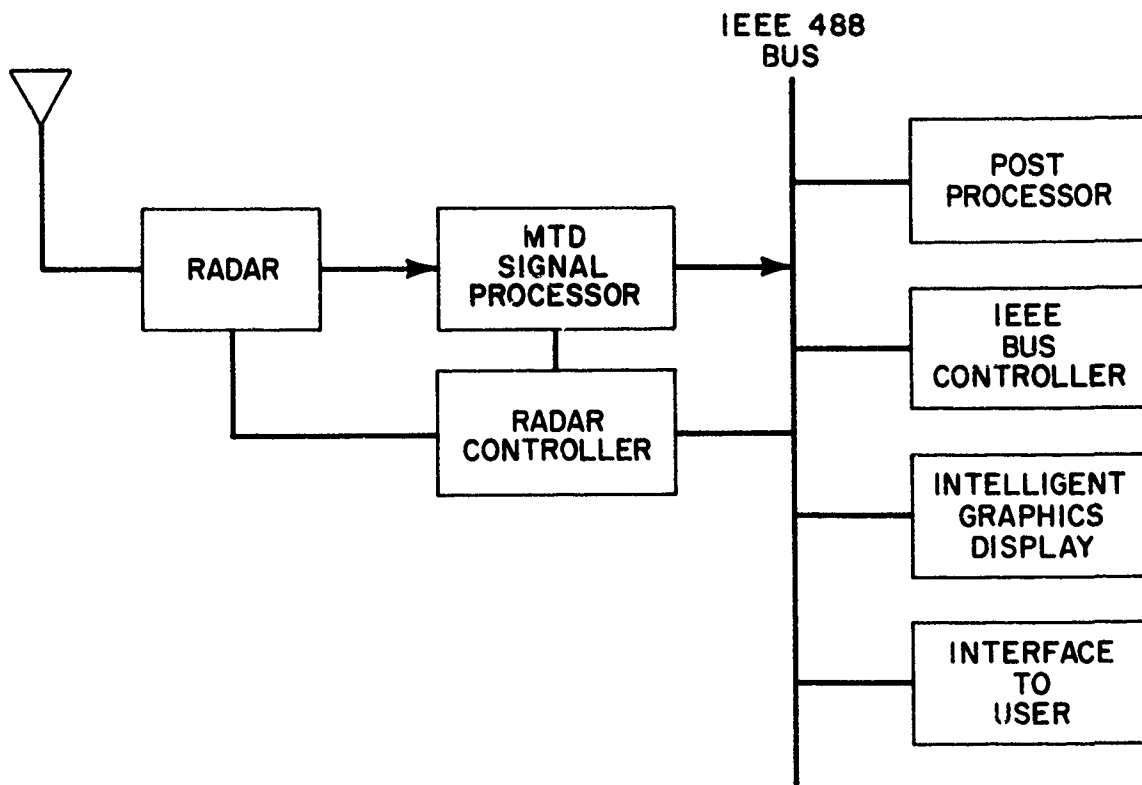 IEEE 488
BUS
RADAR
MTD
SIGNAL
PROCESSOR
RADAR
CONTROLLER
POST
PROCESSOR
IEEE
BUS
CONTROLLER
INTELLIGENT
GRAPHICS
DISPLAY
INTERFACE
TO
USER